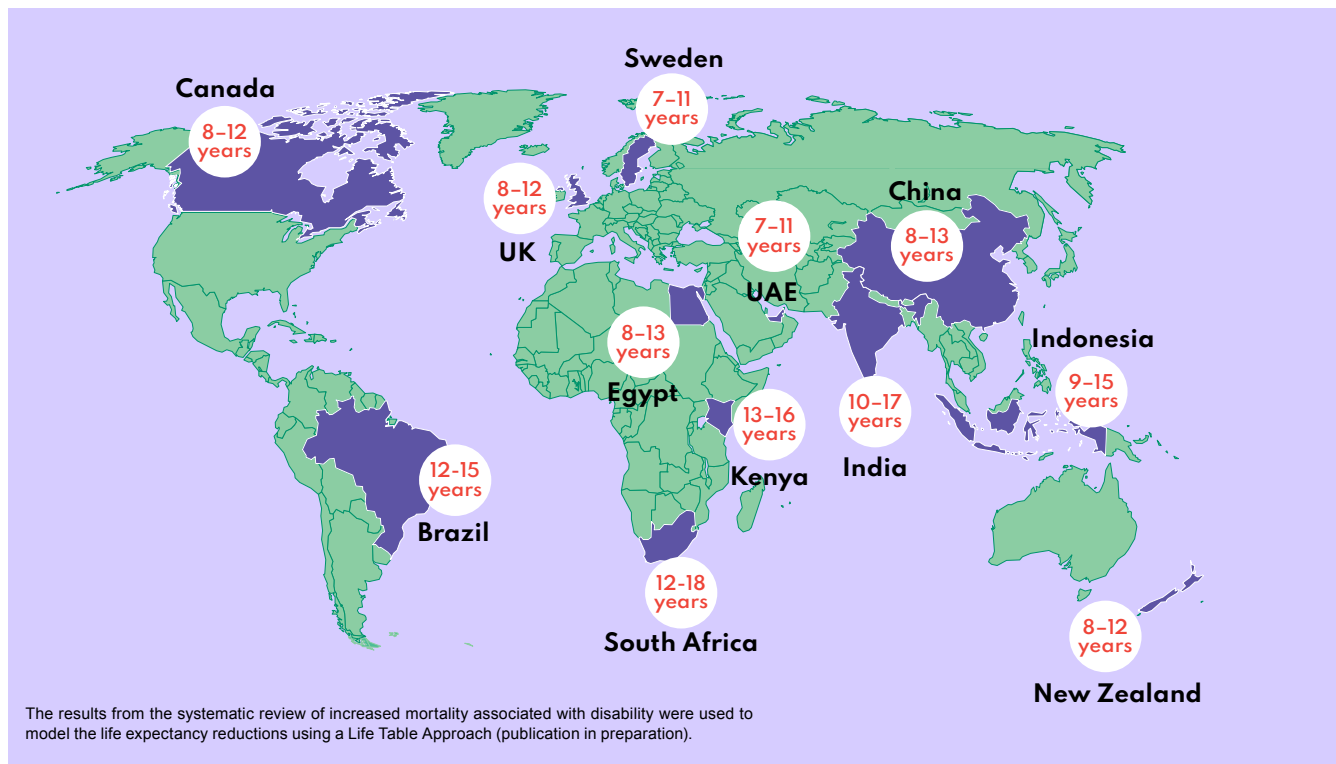 Sweden
7–11
years
Canada
8–12
years
8–12
years
UK
China
8–13
years
7–11
years
UAE
8–13
years
Egypt
Indonesia
9–15
years
13–16
years
Kenya
10–17
years
India
12-15
years
Brazil
12-18
years
South Africa
8–12
years
New Zealand
The results from the systematic review of increased mortality associated with disability were used to
model the life expectancy reductions using a Life Table Approach (publication in preparation).